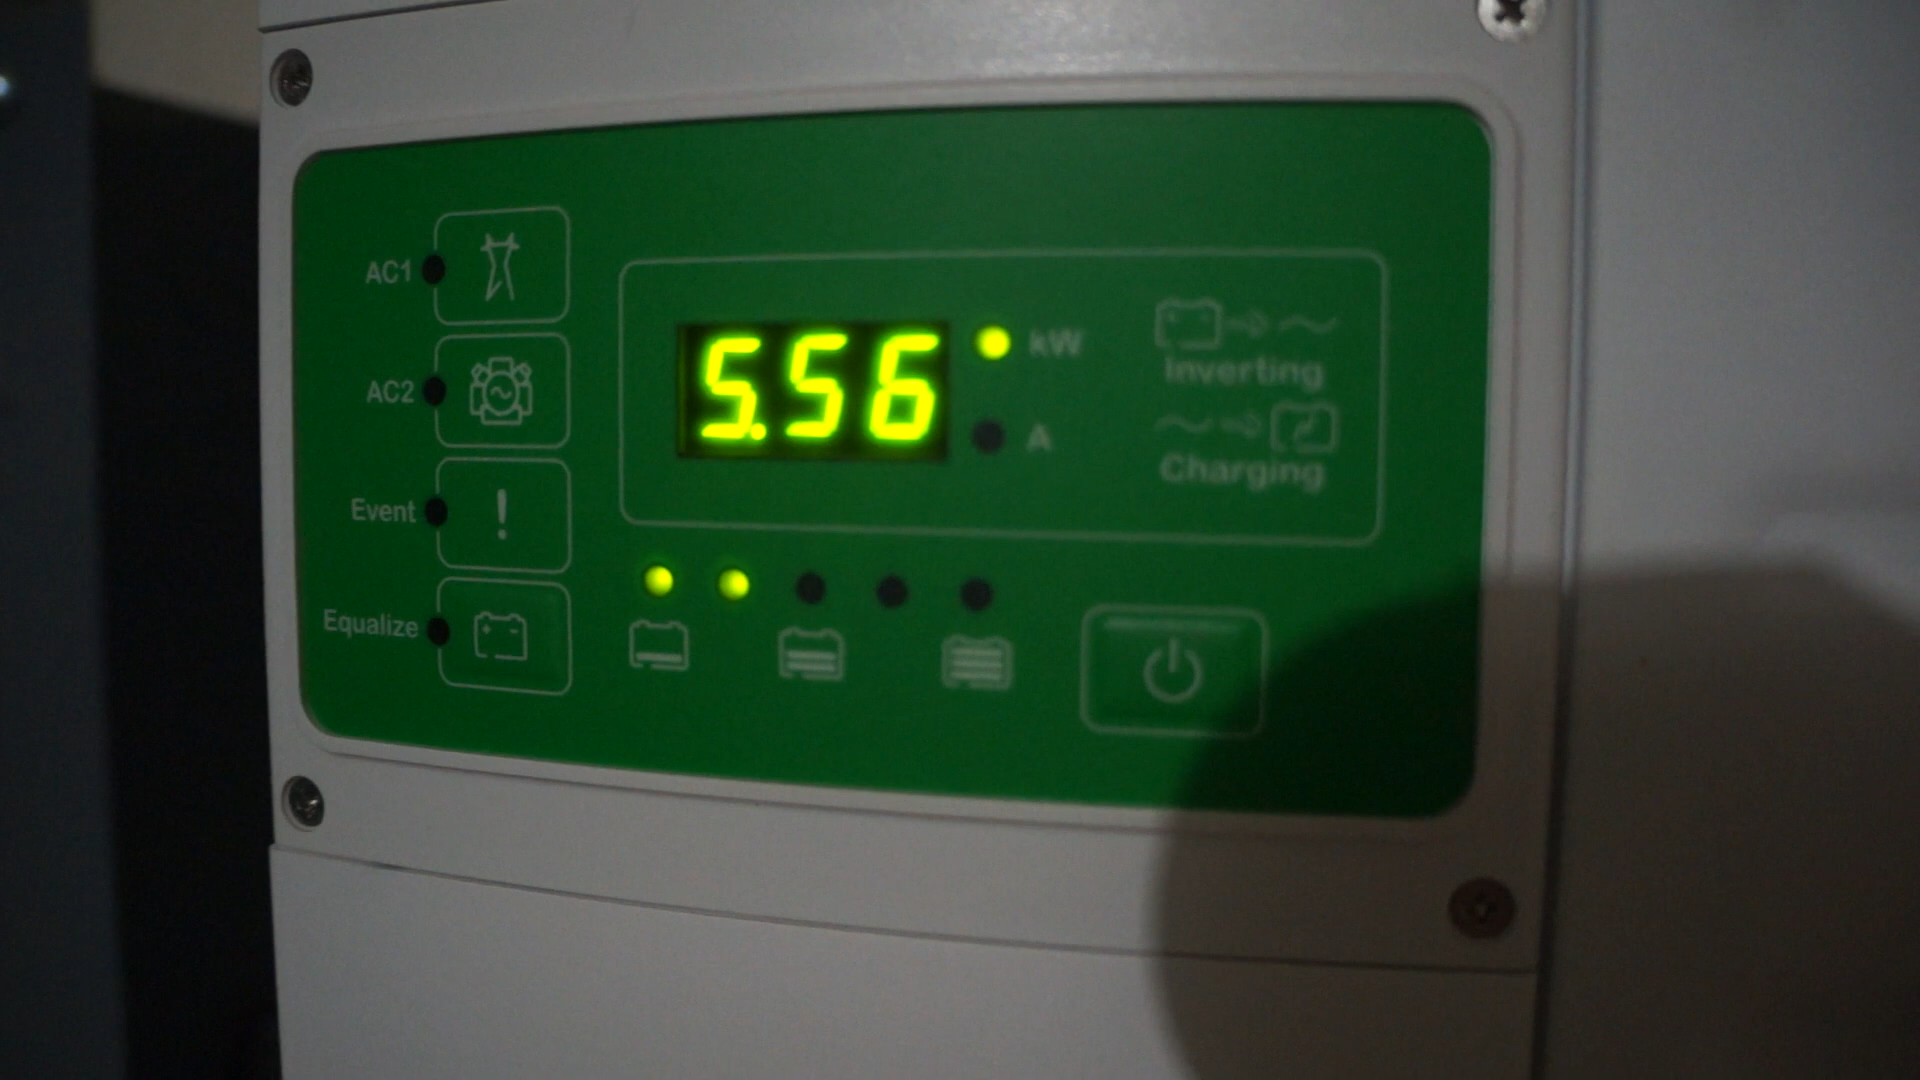 AC1
AC2
Event
Equalize
5.56
kW
A
Inverting
Charging